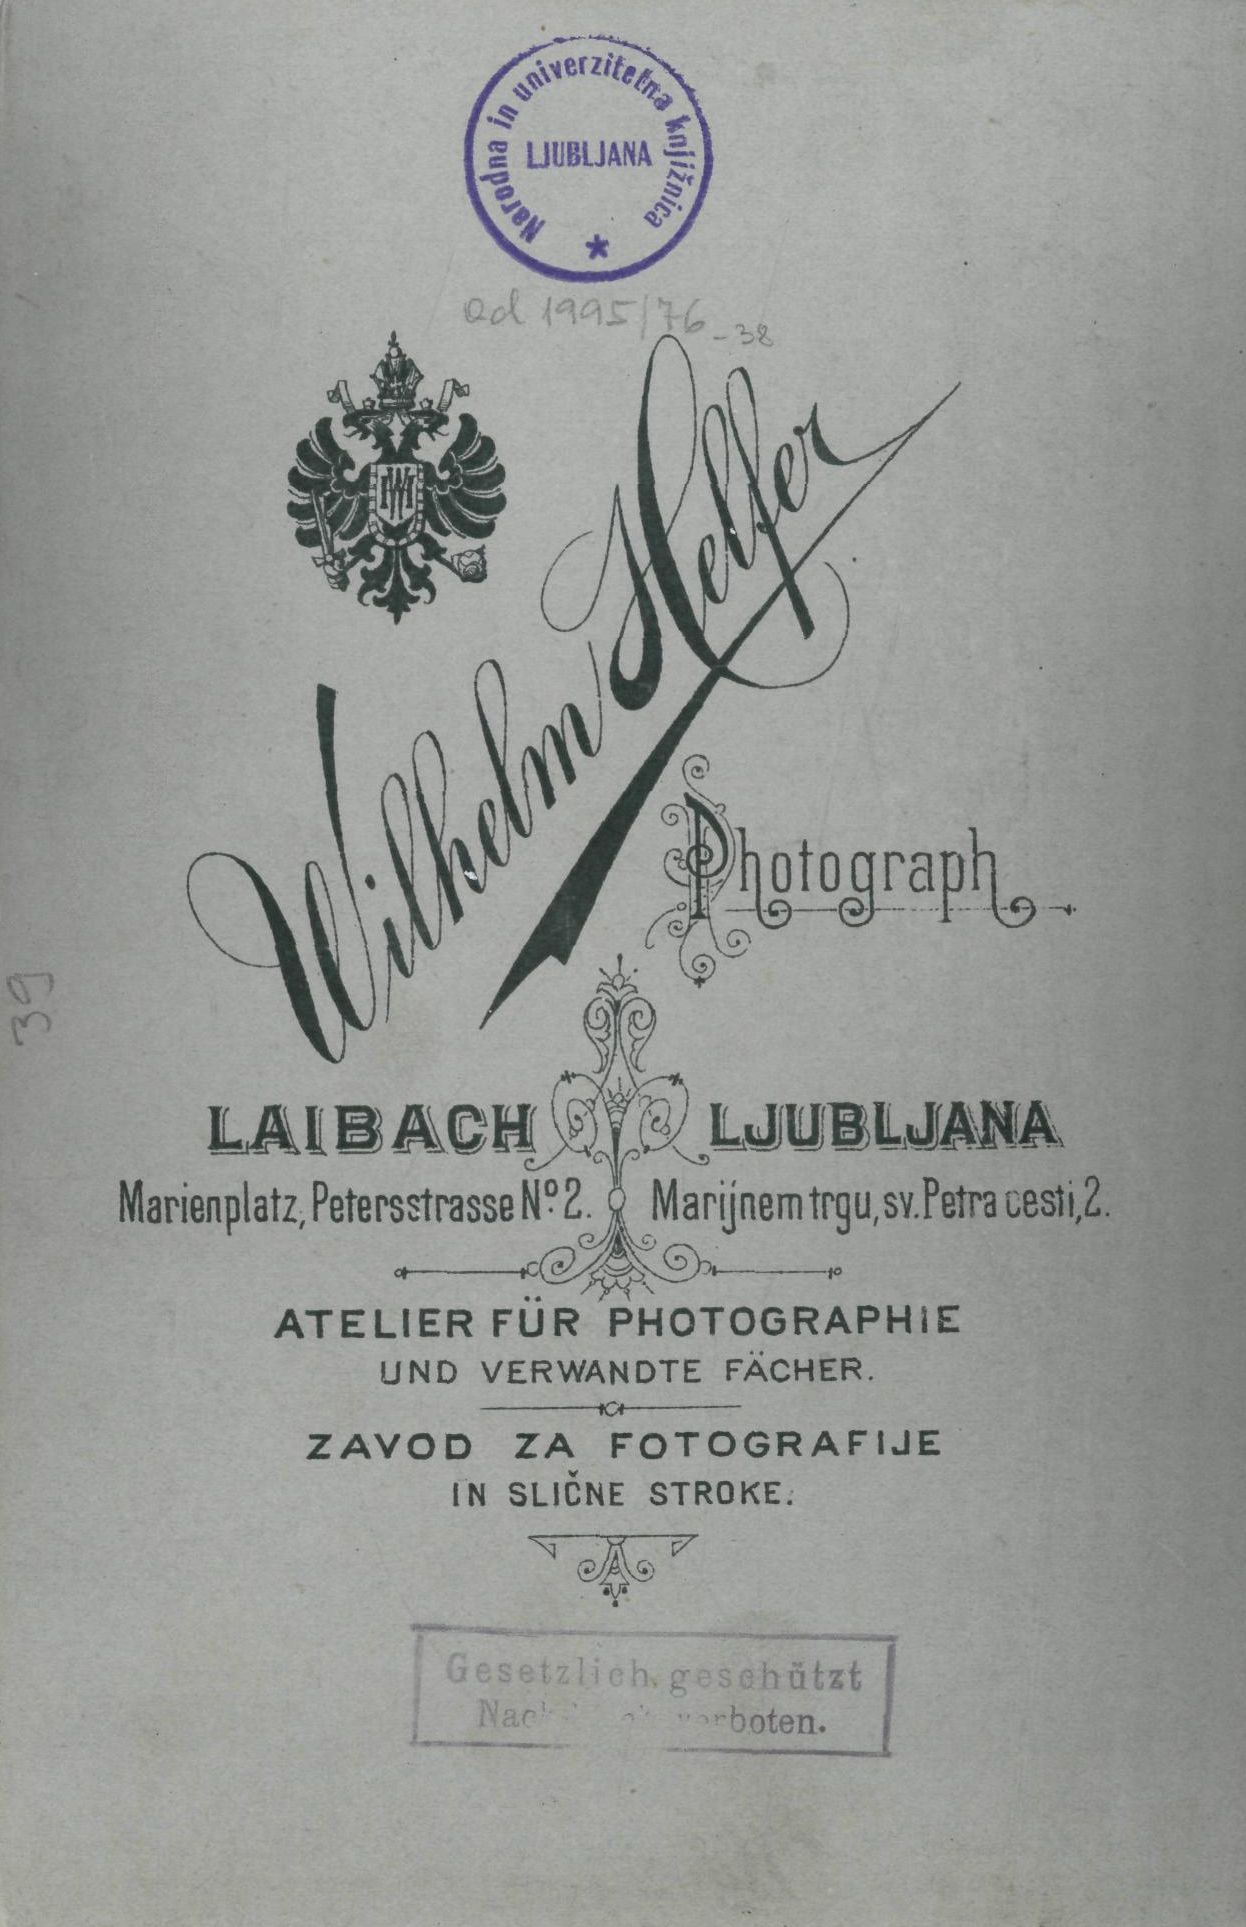 Narodna in univerzitetna knjižnica
LJUBLJANA
*
od 1995/76-38
Wilhelm Helfer
Photograph
39
LAIBACH LJUBLJANA
Marienplatz, Petersstrasse Nº 2. Marijnem trgu, sv. Petra cesti, 2.
ATELIER FÜR PHOTOGRAPHIE
UND VERWANDTE FÄCHER.
ZAVOD ZA FOTOGRAFIJE
IN SLIČNE STROKE.
Gesetzlich geschützt
verboten.